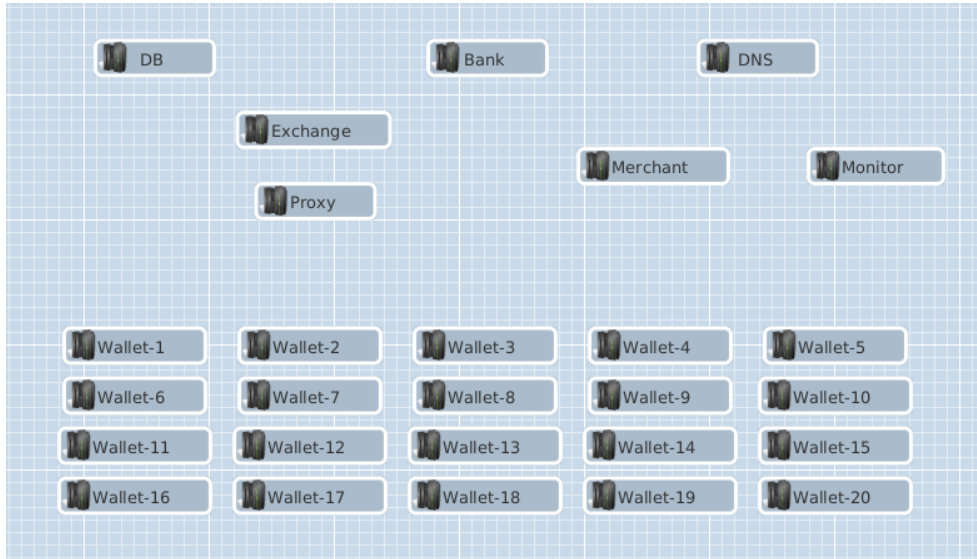 DB
Bank
DNS
Exchange
Merchant
Monitor
Proxy
Wallet-1
Wallet-2
Wallet-3
Wallet-4
Wallet-5
Wallet-6
Wallet-7
Wallet-8
Wallet-9
Wallet-10
Wallet-11
Wallet-12
Wallet-13
Wallet-14
Wallet-15
Wallet-16
Wallet-17
Wallet-18
Wallet-19
Wallet-20